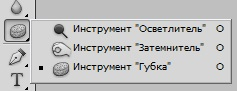 Инструмент "Осветлитель" O
Инструмент "Затемнитель" O
Инструмент "Губка" O
T